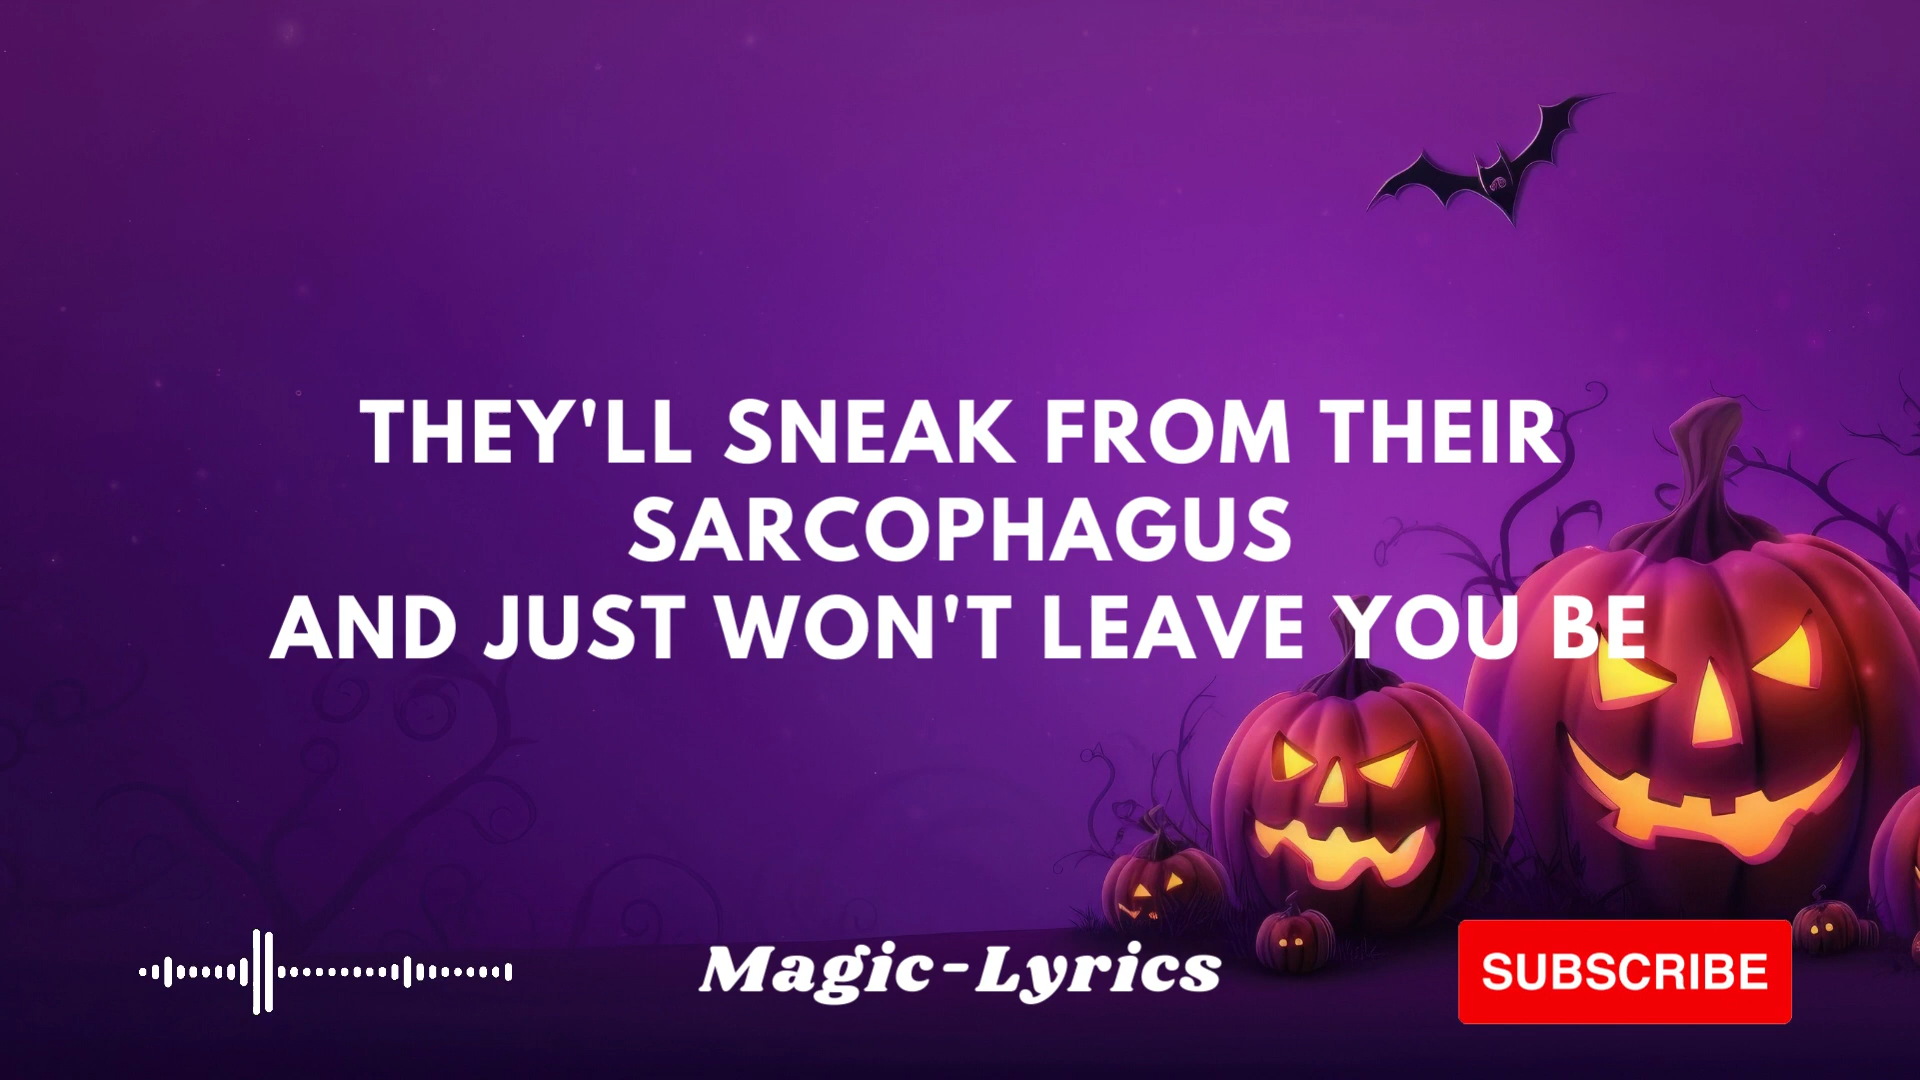 THEY'LL SNEAK FROM THEIR
SARCOPHAGUS
AND JUST WON'T LEAVE YOU BE
Magic-Lyrics
SUBSCRIBE